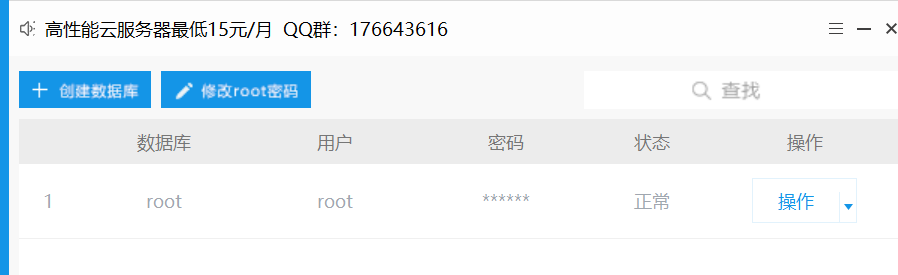 高性能云服务器最低15元/月 QQ群：176643616
创建数据库 修改root密码 查找
数据库 用户 密码 状态 操作
1 root root ****** 正常 操作